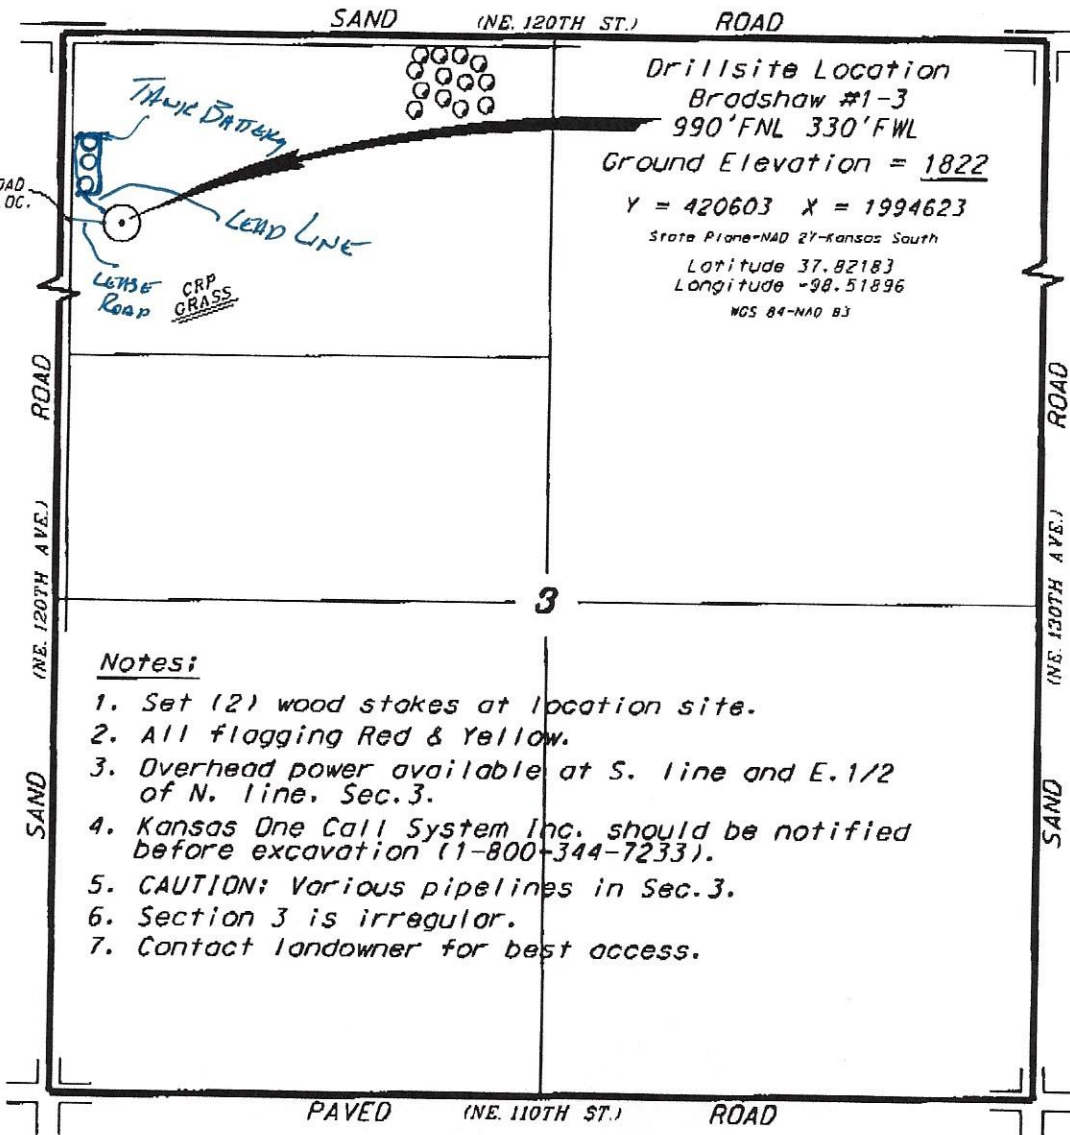 SAND (NE. 120TH ST.) ROAD
Drillsite Location
Bradshaw #1-3
990'FNL 330'FWL
Ground Elevation = 1822
Y = 420603 X = 1994623
State Plane-NAD 27-Kansas South
Latitude 37.82183
Longitude -98.51896
WGS 84-NAD 83
TANK BATTERY
LEAD LINE
LEASE
ROAD
CRP
GRASS
ROAD
(NE. 120TH AVE.)
SAND
ROAD
(NE. 130TH AVE.)
SAND
3
Notes:
1. Set (2) wood stakes at location site.
2. All flagging Red & Yellow.
3. Overhead power available at S. line and E. 1/2
of N. line, Sec.3.
4. Kansas One Call System Inc. should be notified
before excavation (1-800-344-7233).
5. CAUTION: Various pipelines in Sec.3.
6. Section 3 is irregular.
7. Contact landowner for best access.
PAVED (NE. 110TH ST.) ROAD